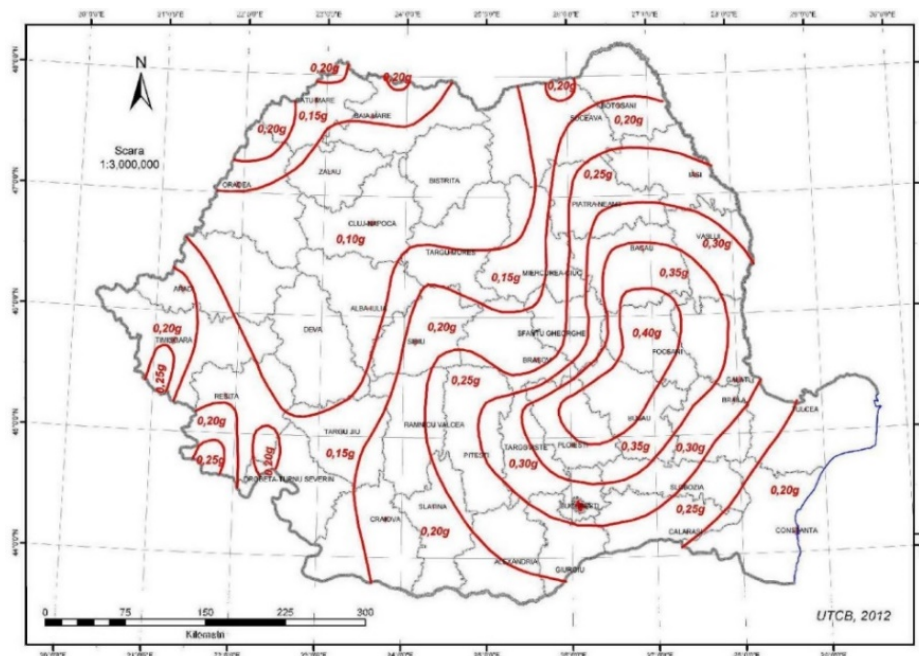 N
Scara
1:3,000,000
0,20g
0,20g
0,20g
SATU MARE
0,20g
0,15g
BAIA MARE
BOTOSANI
SUCEAVA
0,20g
ORADEA
ZALAU
BISTRITA
0,25g
IASI
PIATRA-NEAMT
CLUJ-NAPOCA
0,10g
TARGU-MURES
BACAU
VASLUI
0,30g
MIERCUREA-CIUC
0,15g
0,35g
ARAD
ALBA-IULIA
DEVA
0,20g
TIMISOARA
0,20g
SIBIU
SFANTU GHEORGHE
0,40g
BRASOV
FOCSANI
0,25g
0,25g
GALATI
BRAILA
TULCEA
RESITA
0,20g
TARGU JIU
RAMNICU VALCEA
BUZAU
0,15g
PITESTI
TARGOVISTE
PLOIESTI
0,35g
0,30g
0,25g
0,20g
0,30g
DROBETA-TURNU SEVERIN
SLOBOZIA
0,20g
SLATINA
BUCURESTI
0,25g
CRAIOVA
0,20g
CALARASI
CONSTANTA
ALEXANDRIA
GIURGIU
0 75 150 225 300
UTCB, 2012